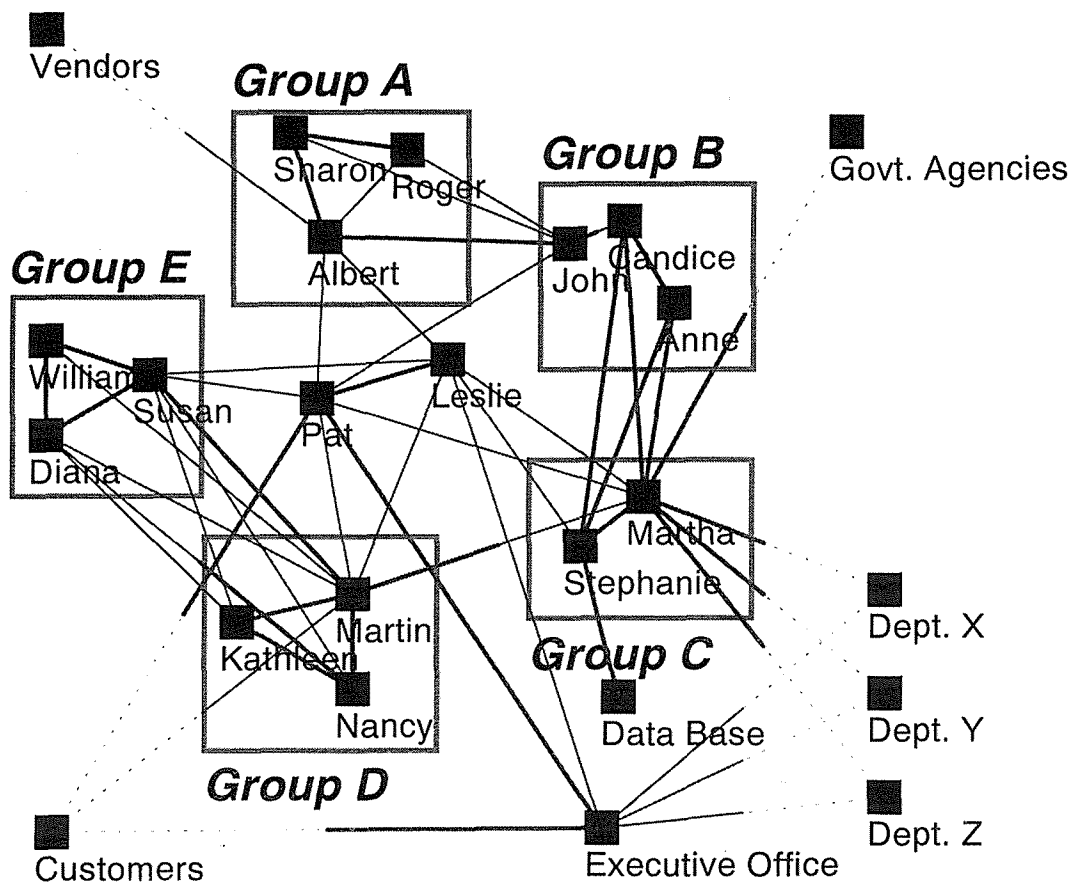 Vendors
Group A
Sharon
Roger
Albert
Group B
John
Candice
Anne
Govt. Agencies
Group E
William
Susan
Diana
Pat
Leslie
Martha
Stephanie
Group C
Data Base
Martin
Kathleen
Nancy
Group D
Dept. X
Dept. Y
Dept. Z
Customers
Executive Office